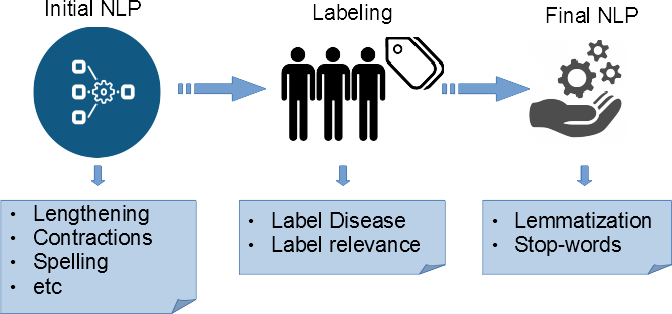 Initial NLP
Labeling
Final NLP
• Lengthening
• Contractions
• Spelling
• etc
• Label Disease
• Label relevance
• Lemmatization
• Stop-words